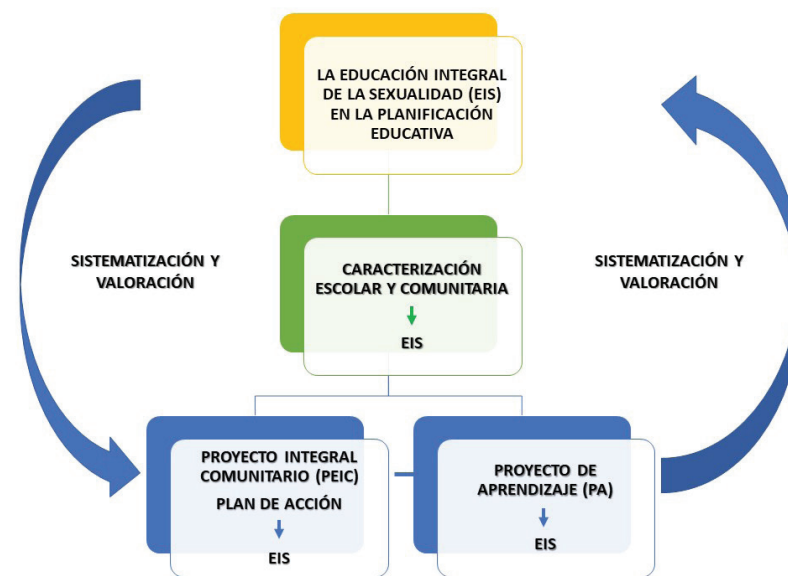 LA EDUCACIÓN INTEGRAL
DE LA SEXUALIDAD (EIS)
EN LA PLANIFICACIÓN
EDUCATIVA
SISTEMATIZACIÓN Y
VALORACIÓN
CARACTERIZACIÓN
ESCOLAR Y COMUNITARIA
EIS
SISTEMATIZACIÓN Y
VALORACIÓN
PROYECTO INTEGRAL
COMUNITARIO (PEIC)
PLAN DE ACCIÓN
EIS
PROYECTO DE
APRENDIZAJE (PA)
EIS